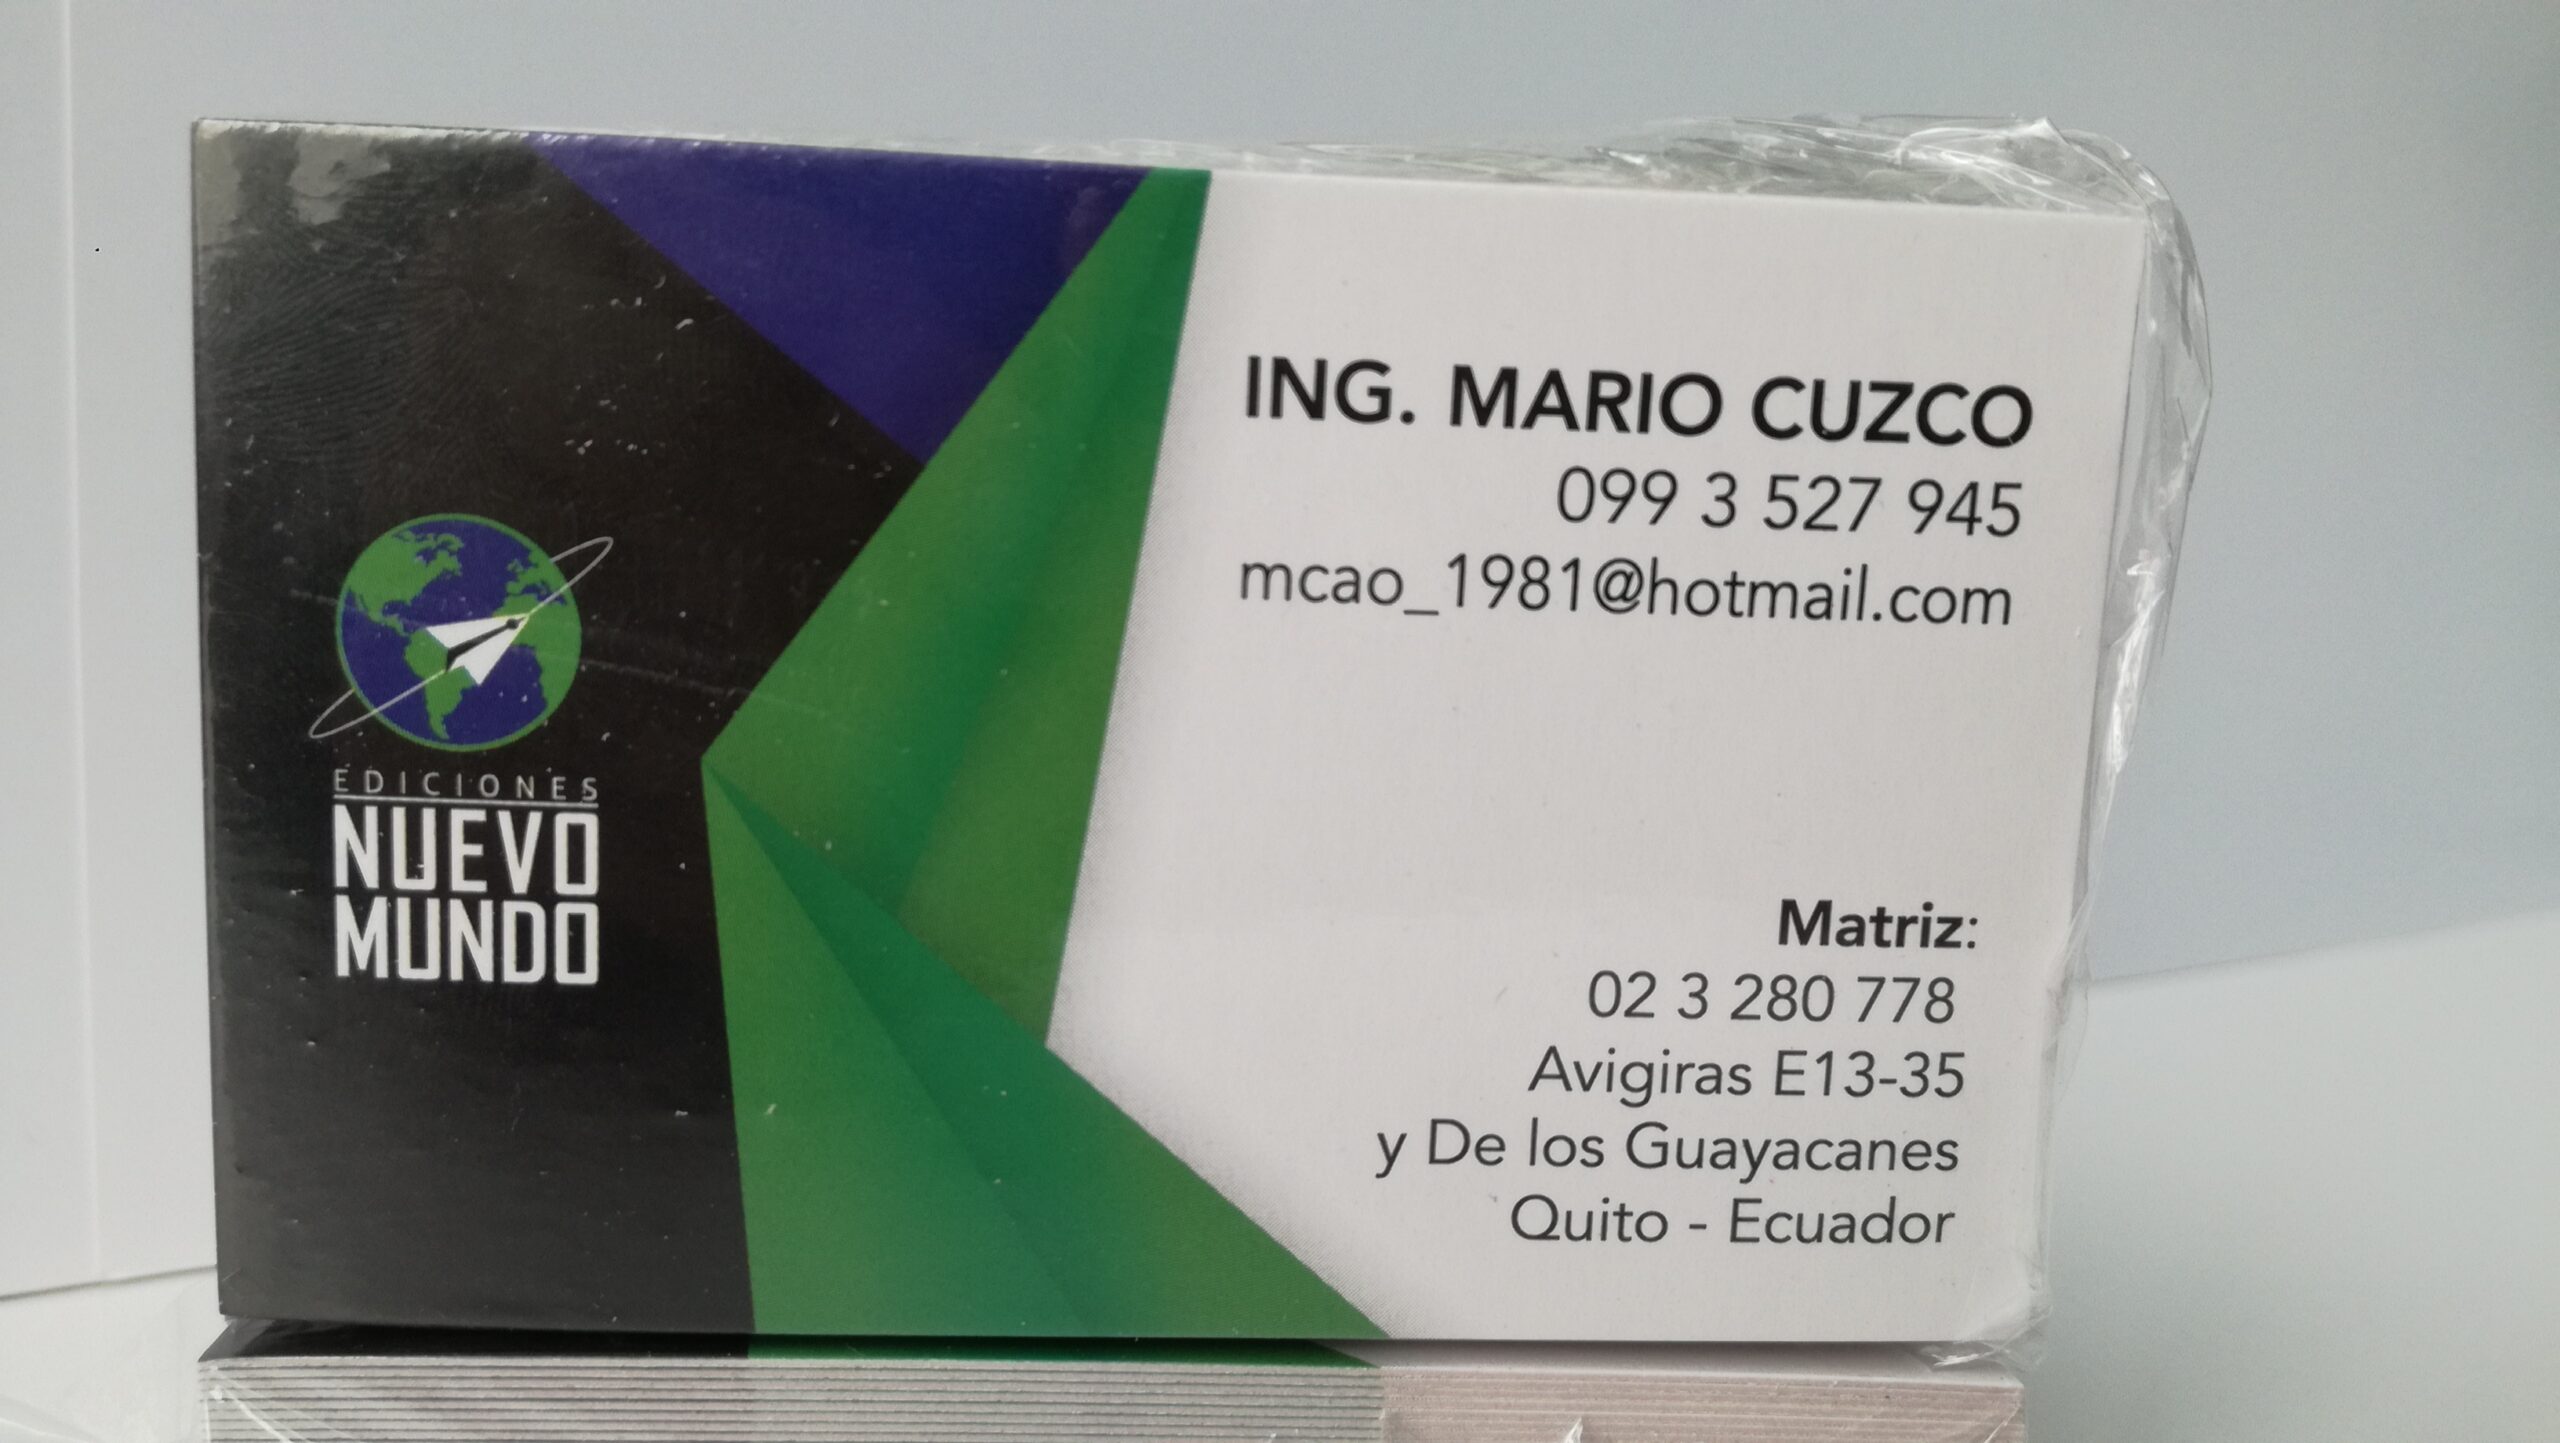 EDICIONES
NUEVO
MUNDO
ING. MARIO CUZCO
099 3 527 945
mcao_1981@hotmail.com
Matriz:
02 3 280 778
Avigiras E13-35
y De los Guayacanes
Quito - Ecuador